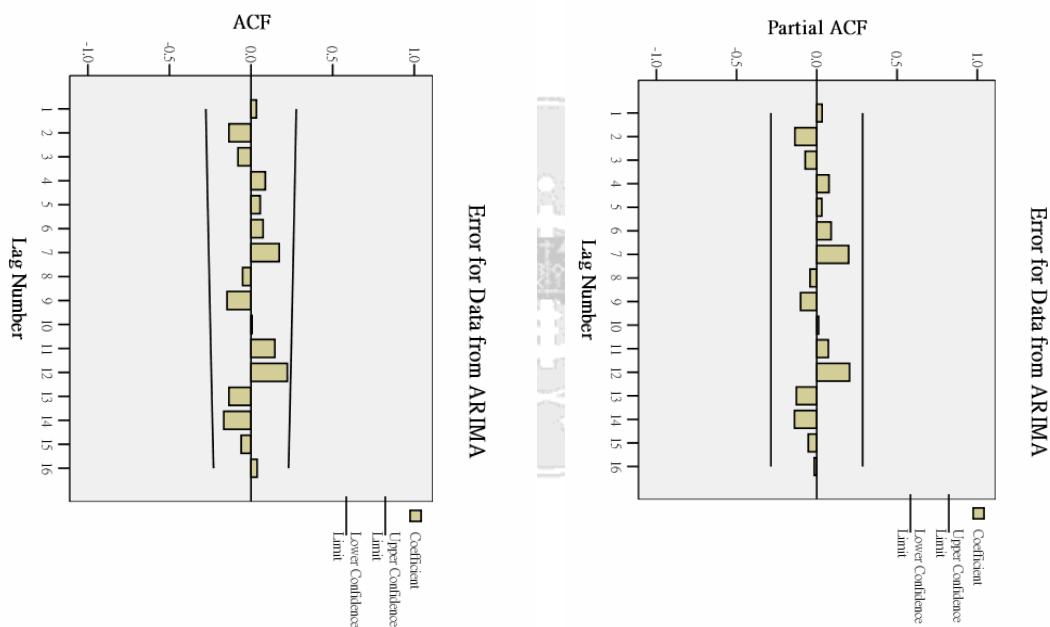 Error for Data from ARIMA
ACF
1.0
0.5
0.0
-0.5
-1.0
1
2
3
4
5
6
7
8
9
10
11
12
13
14
15
16
Lag Number
Coefficient
Upper Confidence
Limit
Lower Confidence
Limit
Error for Data from ARIMA
Partial ACF
1.0
0.5
0.0
-0.5
-1.0
1
2
3
4
5
6
7
8
9
10
11
12
13
14
15
16
Lag Number
Coefficient
Upper Confidence
Limit
Lower Confidence
Limit